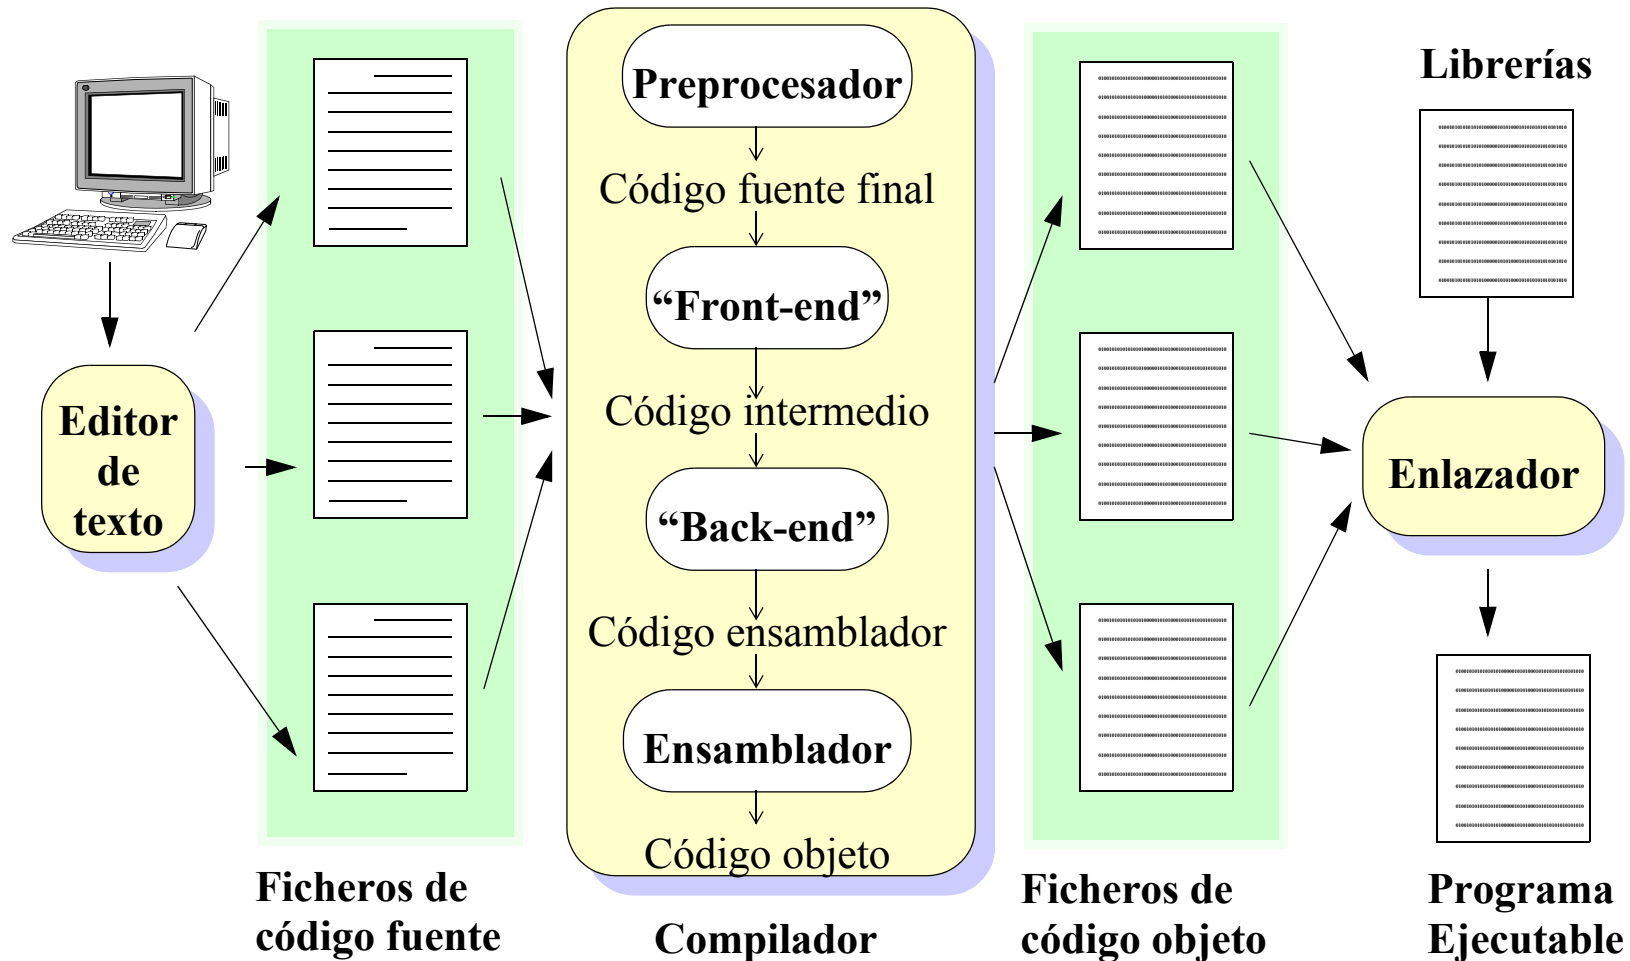 Editor
de
texto
Ficheros de
código fuente
Preprocesador
Código fuente final
“Front-end”
Código intermedio
“Back-end”
Código ensamblador
Ensamblador
Código objeto
Compilador
Ficheros de
código objeto
Librerías
Enlazador
Programa
Ejecutable